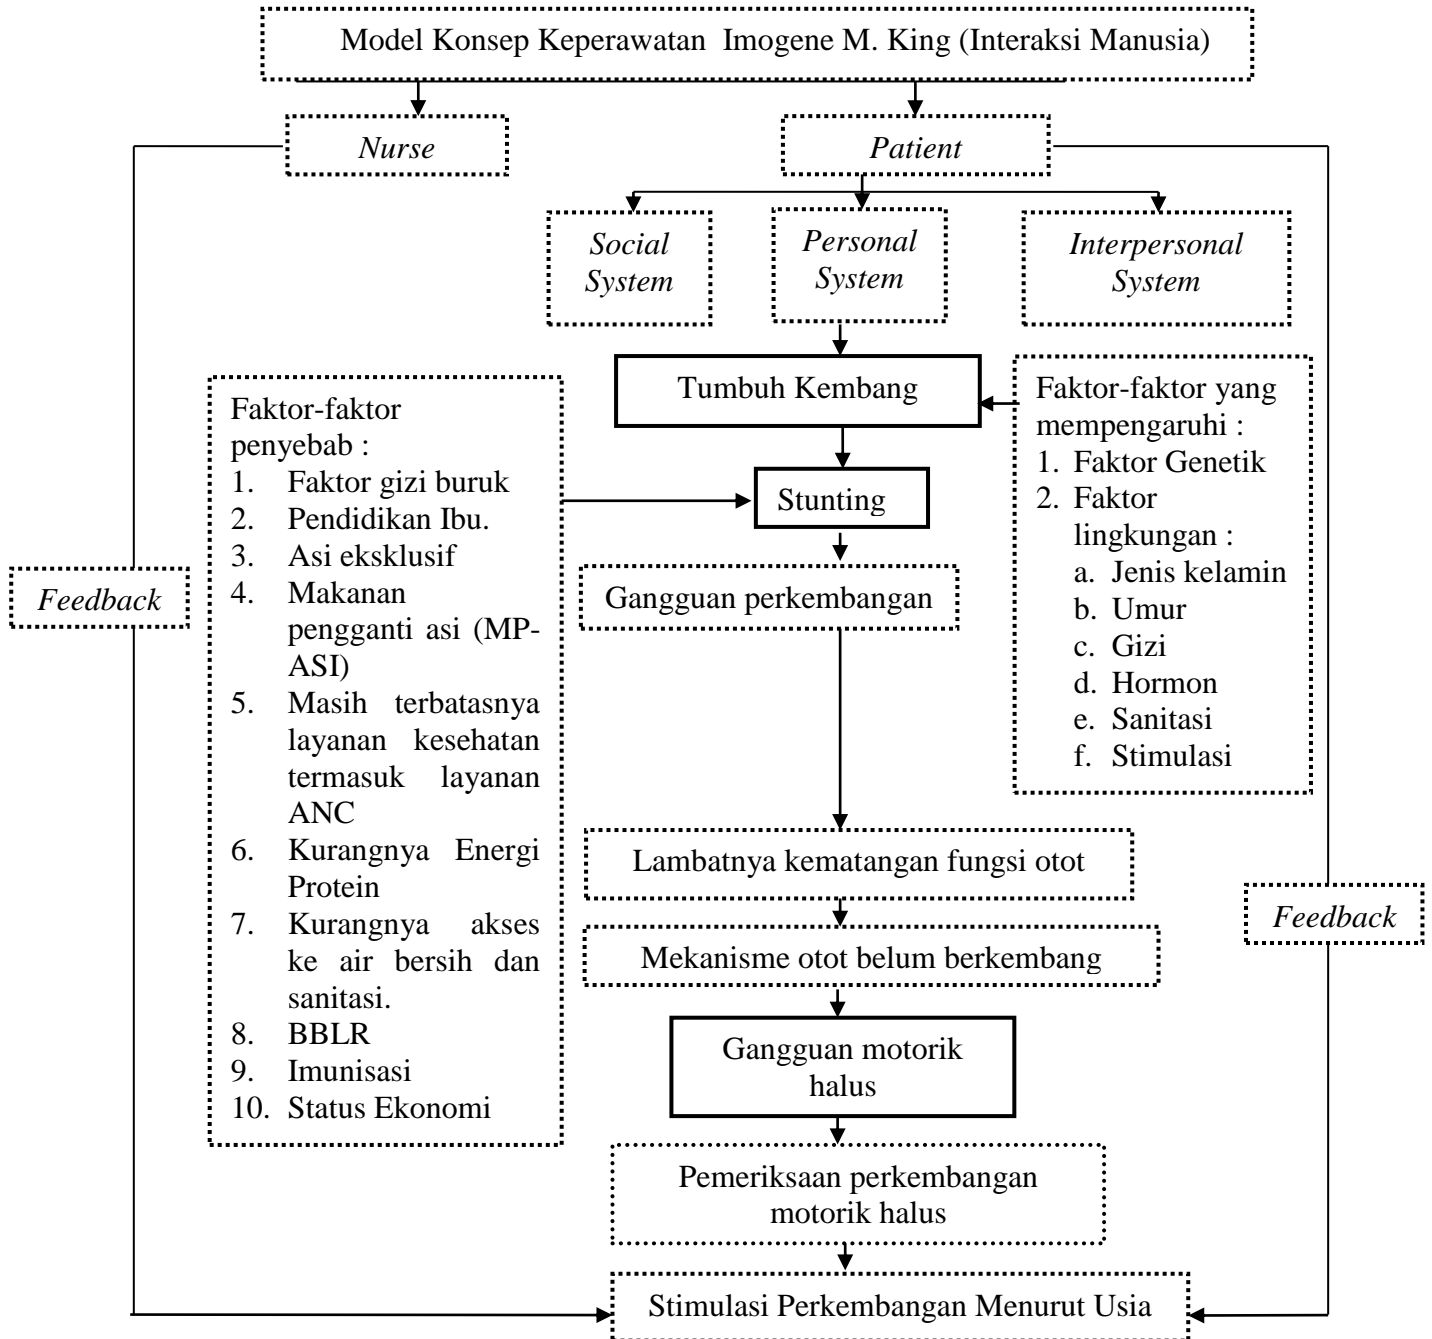 Model Konsep Keperawatan Imogene M. King (Interaksi Manusia)
Nurse
Patient
Social
System
Personal
System
Interpersonal
System
Tumbuh Kembang
Faktor-faktor
penyebab :
1. Faktor gizi buruk
2. Pendidikan Ibu.
3. Asi eksklusif
4. Makanan
pengganti asi (MP-
ASI)
5. Masih terbatasnya
layanan kesehatan
termasuk layanan
ANC
6. Kurangnya Energi
Protein
7. Kurangnya akses
ke air bersih dan
sanitasi.
8. BBLR
9. Imunisasi
10. Status Ekonomi
Faktor-faktor yang
mempengaruhi :
1. Faktor Genetik
2. Faktor
lingkungan :
a. Jenis kelamin
b. Umur
c. Gizi
d. Hormon
e. Sanitasi
f. Stimulasi
Stunting
Feedback
Gangguan perkembangan
Lambatnya kematangan fungsi otot
Feedback
Mekanisme otot belum berkembang
Gangguan motorik
halus
Pemeriksaan perkembangan
motorik halus
Stimulasi Perkembangan Menurut Usia